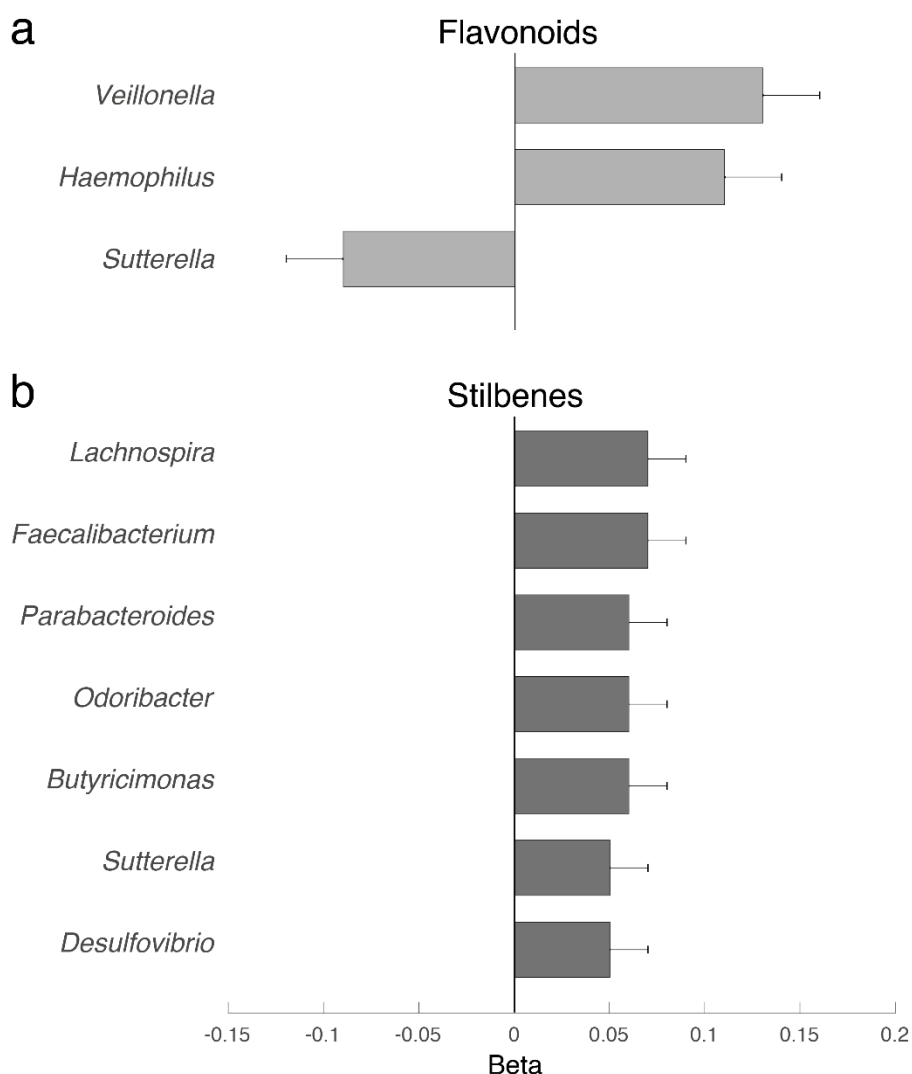 a
Flavonoids
Veillonella
Haemophilus
Sutterella
b
Stilbenes
Lachnospira
Faecalibacterium
Parabacteroides
Odoribacter
Butyricimonas
Sutterella
Desulfovibrio
-0.15 -0.1 -0.05 0 0.05 0.1 0.15 0.2
Beta